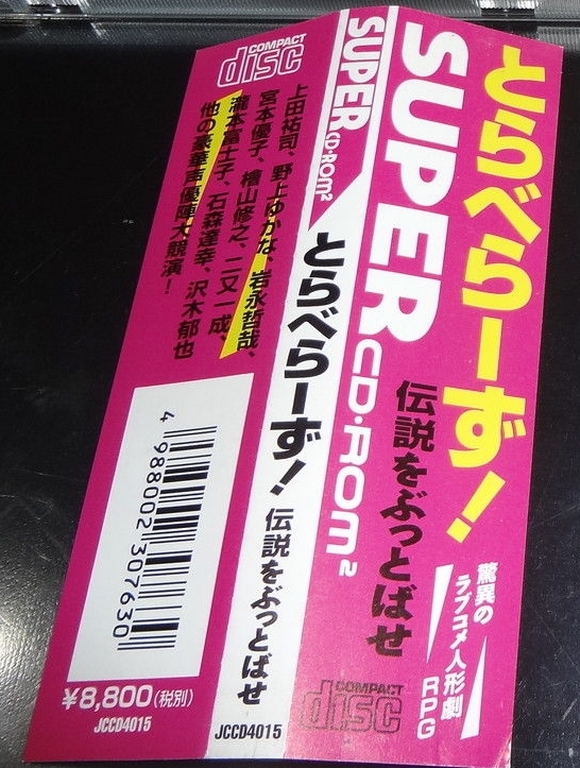 とらべらーず!
SUPER CD・ROM²
伝説をぶっとばせ
驚異の
ラブコメ人形劇
RPG
COMPACT
disc
SUPER CD・ROM²
とらべらーず! 伝説をぶっとばせ
JCCD4015
COMPACT
disc
上田祐司、野上ゆかな、岩永哲哉、
宮本優子、檜山修之、二又一成、
瀧本富士子、石森達幸、沢木郁也
他の豪華声優陣大競演!
4 988002 307630
¥8,800(税別)
JCCD4015